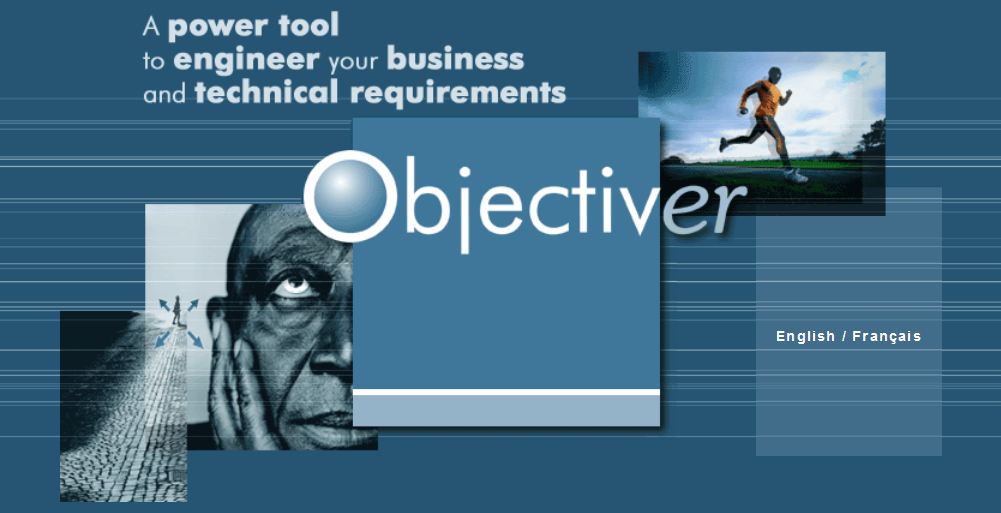 A power tool
to engineer your business
and technical requirements
Objectiver
English / Français